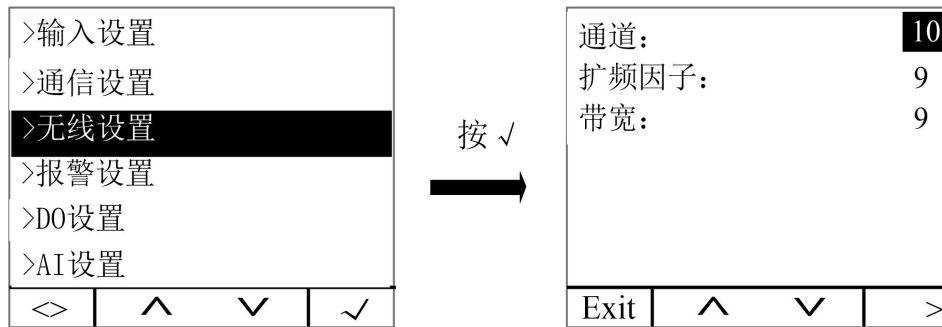 >输入设置
>通信设置
>无线设置
>报警设置
>DO设置
>AI设置
<> ∧ ∨ √
按√
通道： 10
扩频因子： 9
带宽： 9
Exit ∧ ∨ >